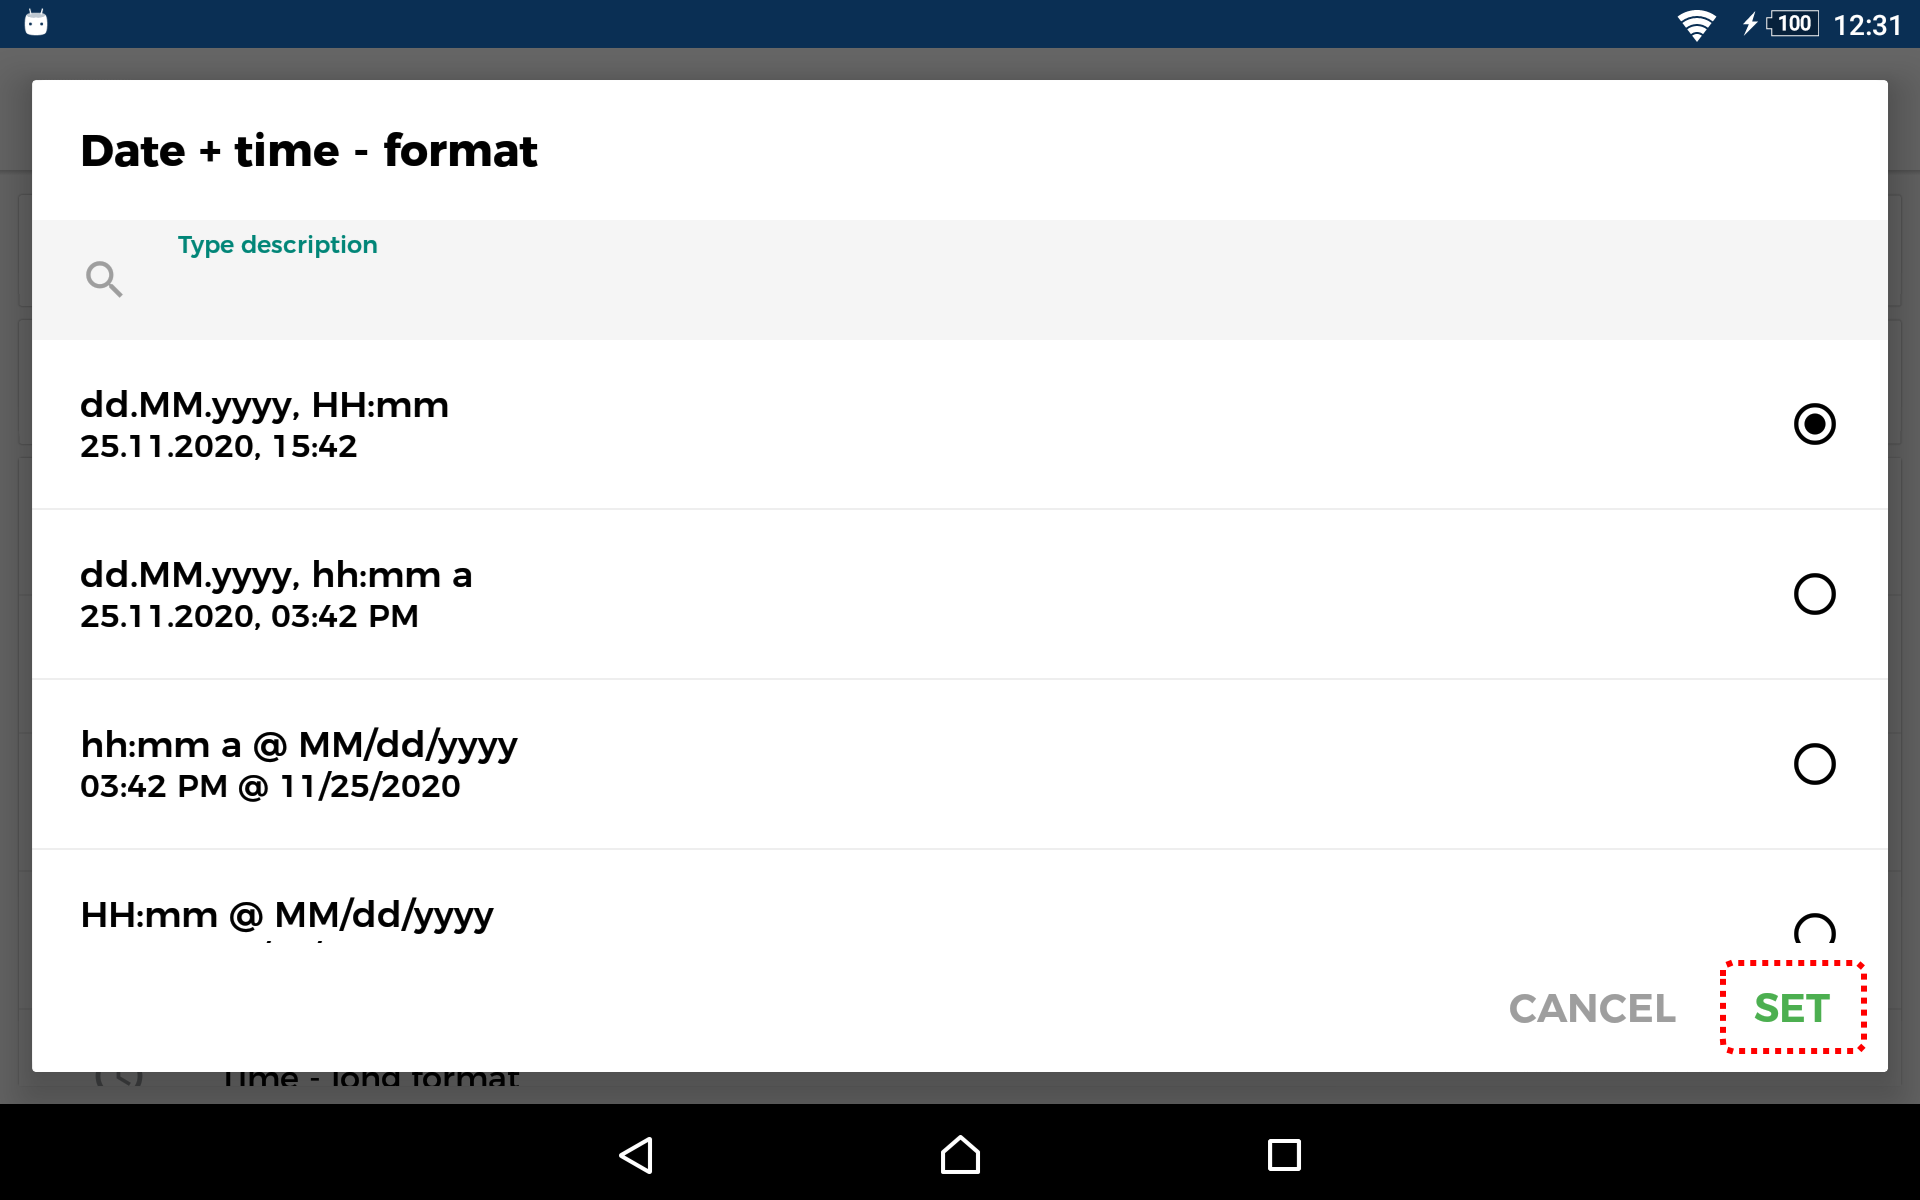 100 12:31
Date + time - format
Type description
dd.MM.yyyy, HH:mm
25.11.2020, 15:42
dd.MM.yyyy, hh:mm a
25.11.2020, 03:42 PM
hh:mm a @ MM/dd/yyyy
03:42 PM @ 11/25/2020
HH:mm @ MM/dd/yyyy
CANCEL SET
Time - long format